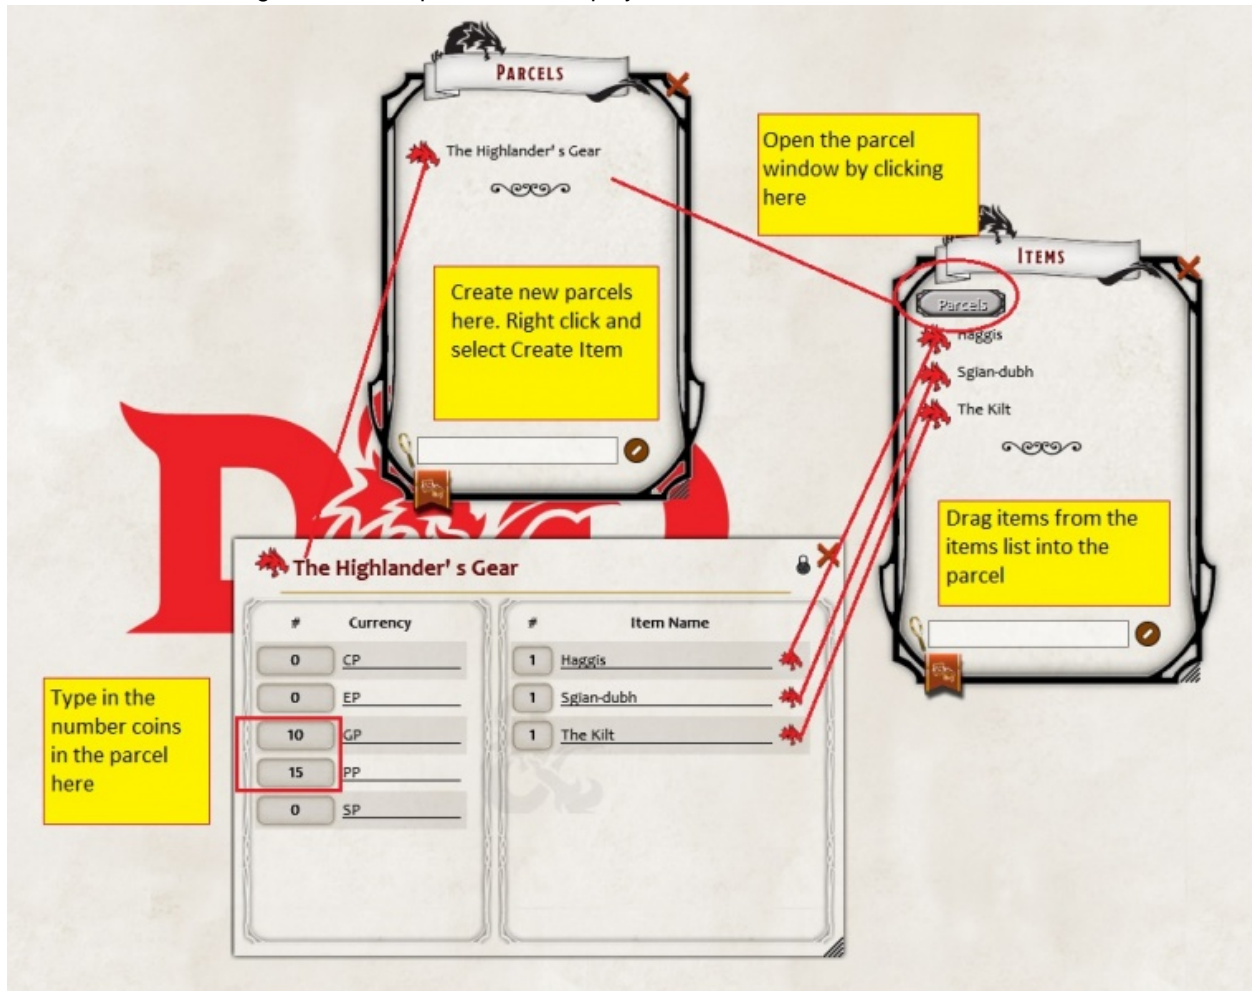 PARCELS
The Highlander' s Gear
Open the parcel
window by clicking
here
ITEMS
Create new parcels
here. Right click and
select Create Item
Parcels
Haggis
Sgian-dubh
The Kilt
Drag items from the
items list into the
parcel
The Highlander' s Gear
# Currency # Item Name
0 CP 1 Haggis
0 EP 1 Sgian-dubh
10 GP 1 The Kilt
15 PP
0 SP
Type in the
number coins
in the parcel
here